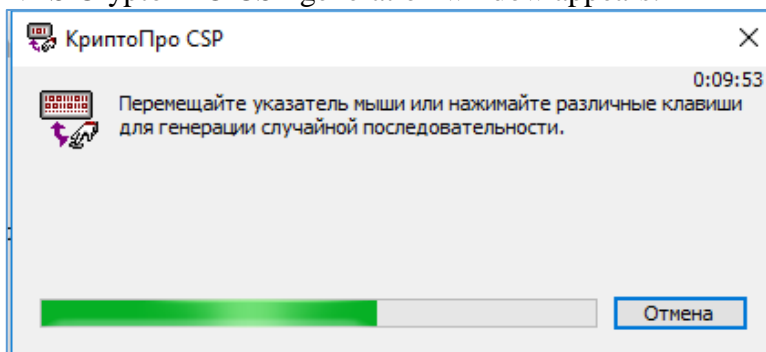 КриптоПро CSP
0:09:53
Перемещайте указатель мыши или нажимайте различные клавиши
для генерации случайной последовательности.
Отмена